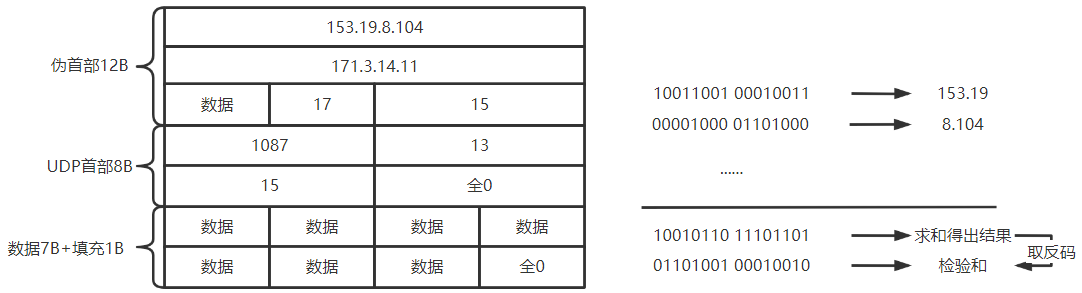 伪首部12B
153.19.8.104
171.3.14.11
数据 17 15
UDP首部8B
1087 13
15 全0
数据7B+填充1B
数据 数据 数据 数据
数据 数据 数据 全0
10011001 00010011 153.19
00001000 01101000 8.104
......
10010110 11101101 求和得出结果
取反码
01101001 00010010 检验和